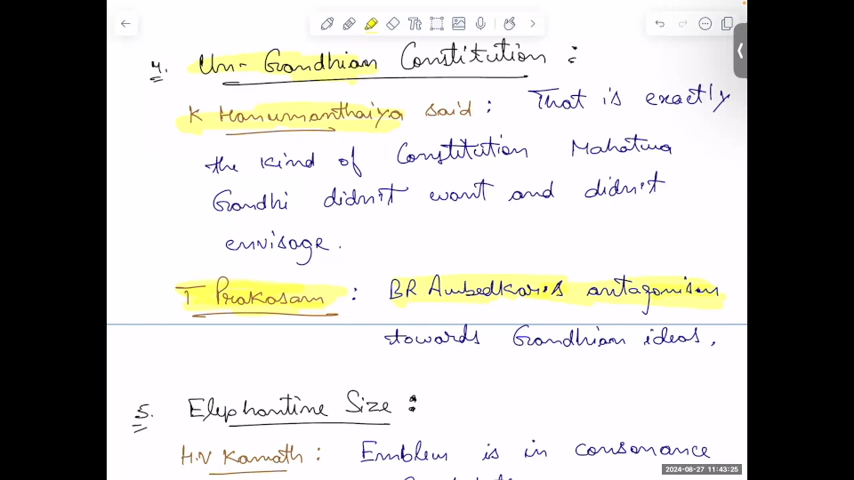 4. Un-Gandhian Constitution :
K Hanumanthaiya said : That is exactly
the kind of Constitution Mahatma
Gandhi didn't want and didn't
envisage.
T Prakasam : BR Ambedkar's antagonism
towards Gandhian ideas,
5. Elephantine Size :
H.V Kamath : Emblem is in consonance
2024-08-27 11:43:25